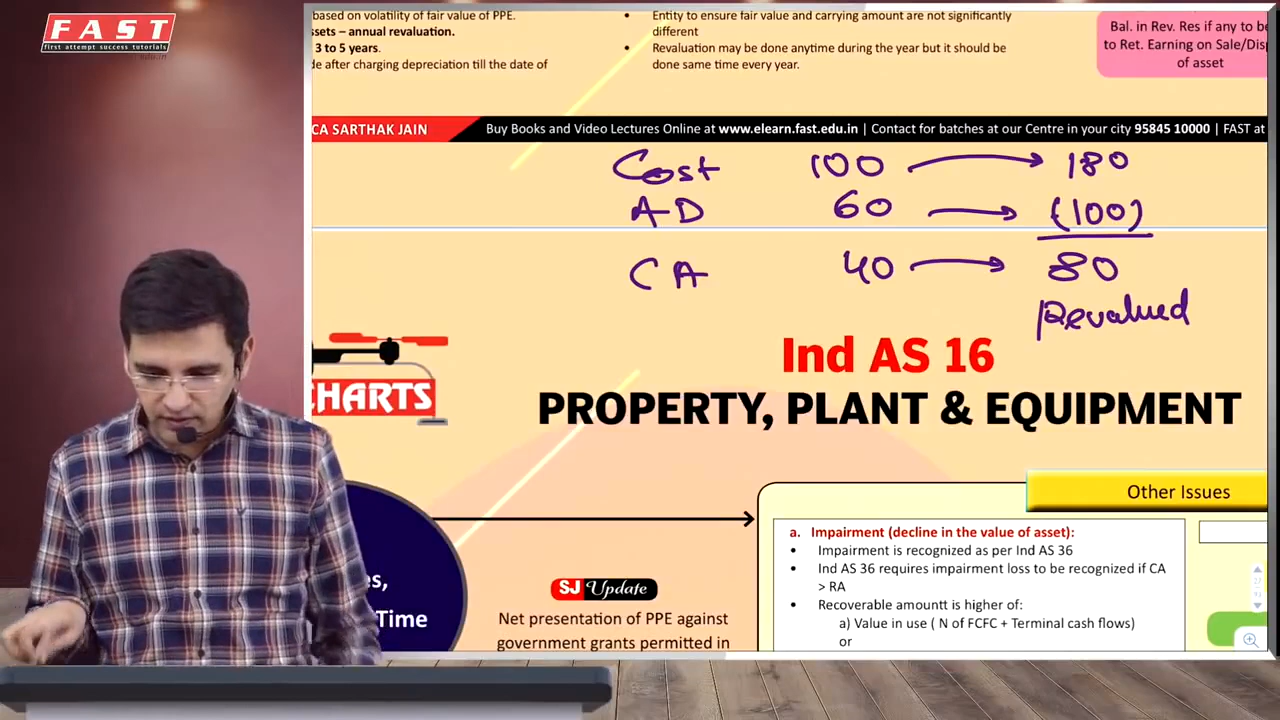 FAST
first attempt success tutorials
based on volatility of fair value of PPE.
ssets – annual revaluation.
3 to 5 years.
de after charging depreciation till the date of
• Entity to ensure fair value and carrying amount are not significantly
different
• Revaluation may be done anytime during the year but it should be
done same time every year.
Bal. in Rev. Res if any to be
to Ret. Earning on Sale/Disp
of asset
CA SARTHAK JAIN
Buy Books and Video Lectures Online at www.elearn.fast.edu.in | Contact for batches at our Centre in your city 95845 10000 | FAST at
Cost 100 → 180
AD 60 → (100)
CA 40 → 80
Revalued
CHARTS
Ind AS 16
PROPERTY, PLANT & EQUIPMENT
Other Issues
a. Impairment (decline in the value of asset):
• Impairment is recognized as per Ind AS 36
• Ind AS 36 requires impairment loss to be recognized if CA
> RA
• Recoverable amountt is higher of:
a) Value in use ( N of FCFC + Terminal cash flows)
or
es,
Time
SJ Update
Net presentation of PPE against
government grants permitted in